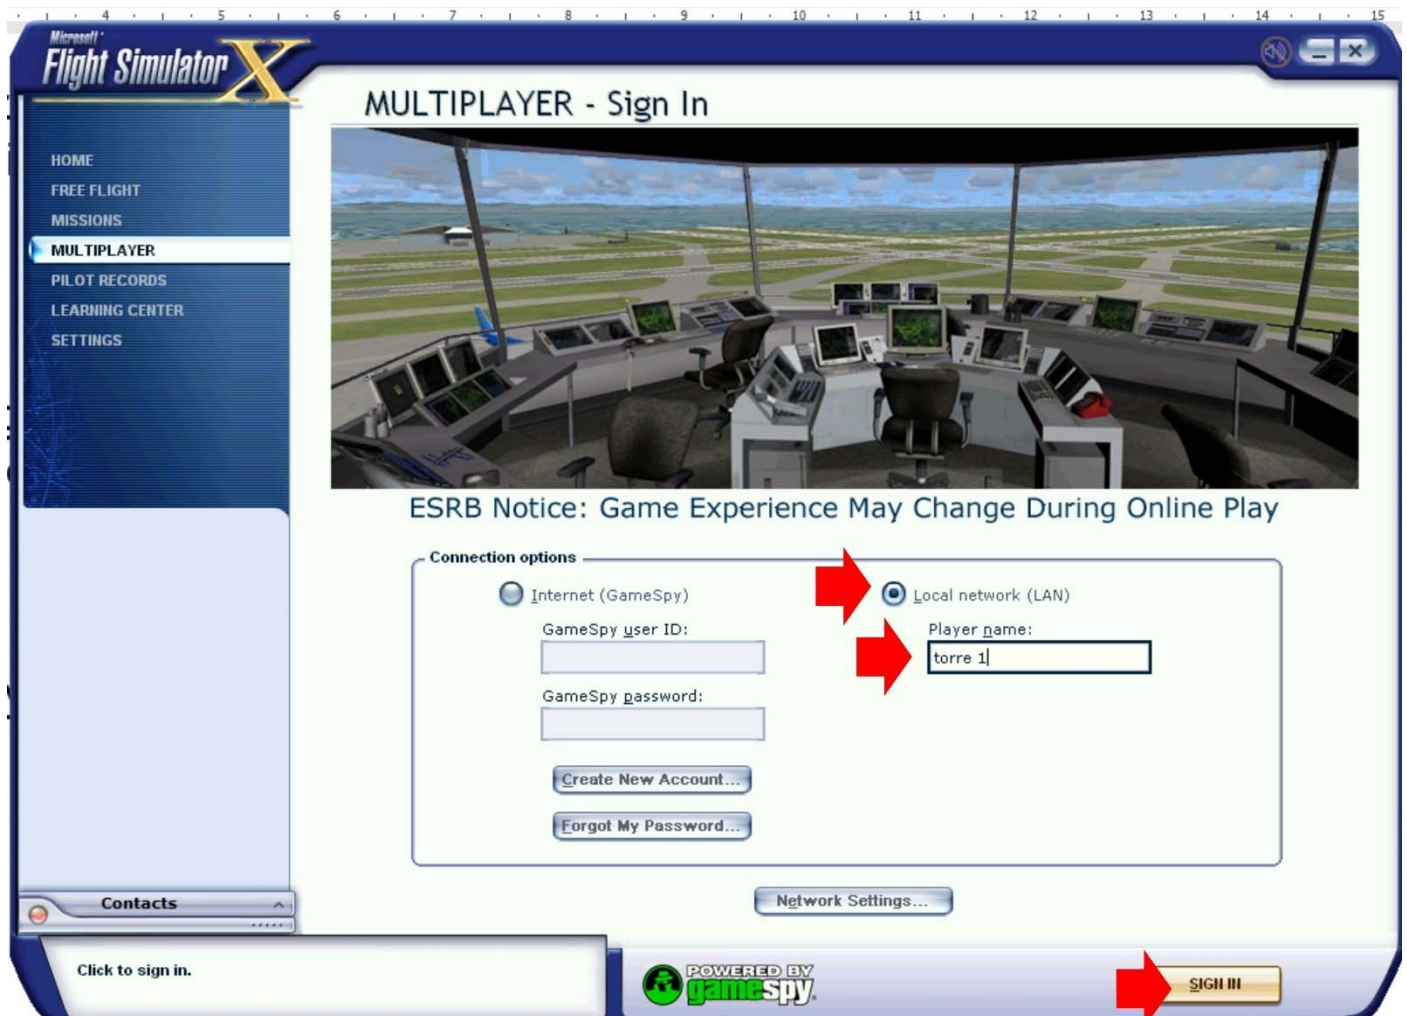 4 5 6 7 8 9 10 11 12 13 14 15
Microsoft
Flight Simulator X
MULTIPLAYER - Sign In
HOME
FREE FLIGHT
MISSIONS
MULTIPLAYER
PILOT RECORDS
LEARNING CENTER
SETTINGS
ESRB Notice: Game Experience May Change During Online Play
Connection options
Internet (GameSpy)
GameSpy user ID:
GameSpy password:
Create New Account...
Forgot My Password...
Local network (LAN)
Player name:
torre 1
Network Settings...
Contacts
Click to sign in.
POWERED BY
gamespy.
SIGN IN